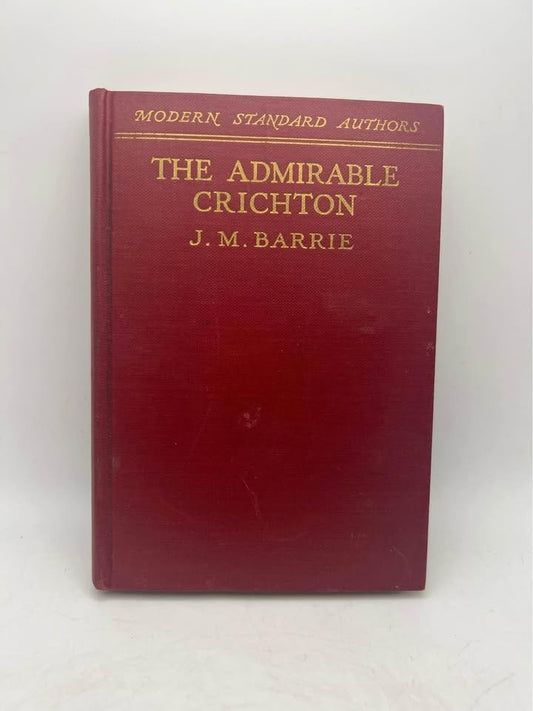 MODERN STANDARD AUTHORS
THE ADMIRABLE
CRICHTON
J. M. BARRIE